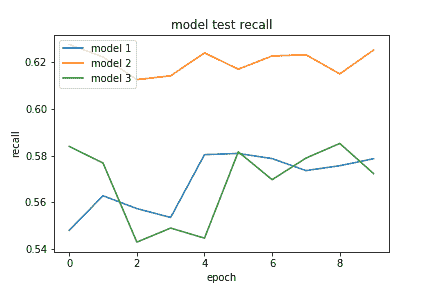 model test recall
model 1
model 2
model 3
recall
0.62
0.60
0.58
0.56
0.54
0 2 4 6 8
epoch